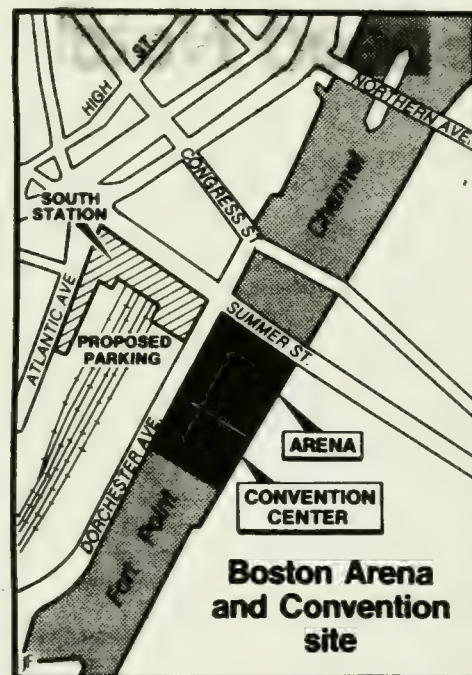 HIGH ST.
NORTHERN AVE.
CONGRESS ST.
Channel
SOUTH
STATION
ATLANTIC AVE
SUMMER ST.
PROPOSED
PARKING
DORCHESTER AVE.
ARENA
CONVENTION
CENTER
Fort Point
Boston Arena
and Convention
site